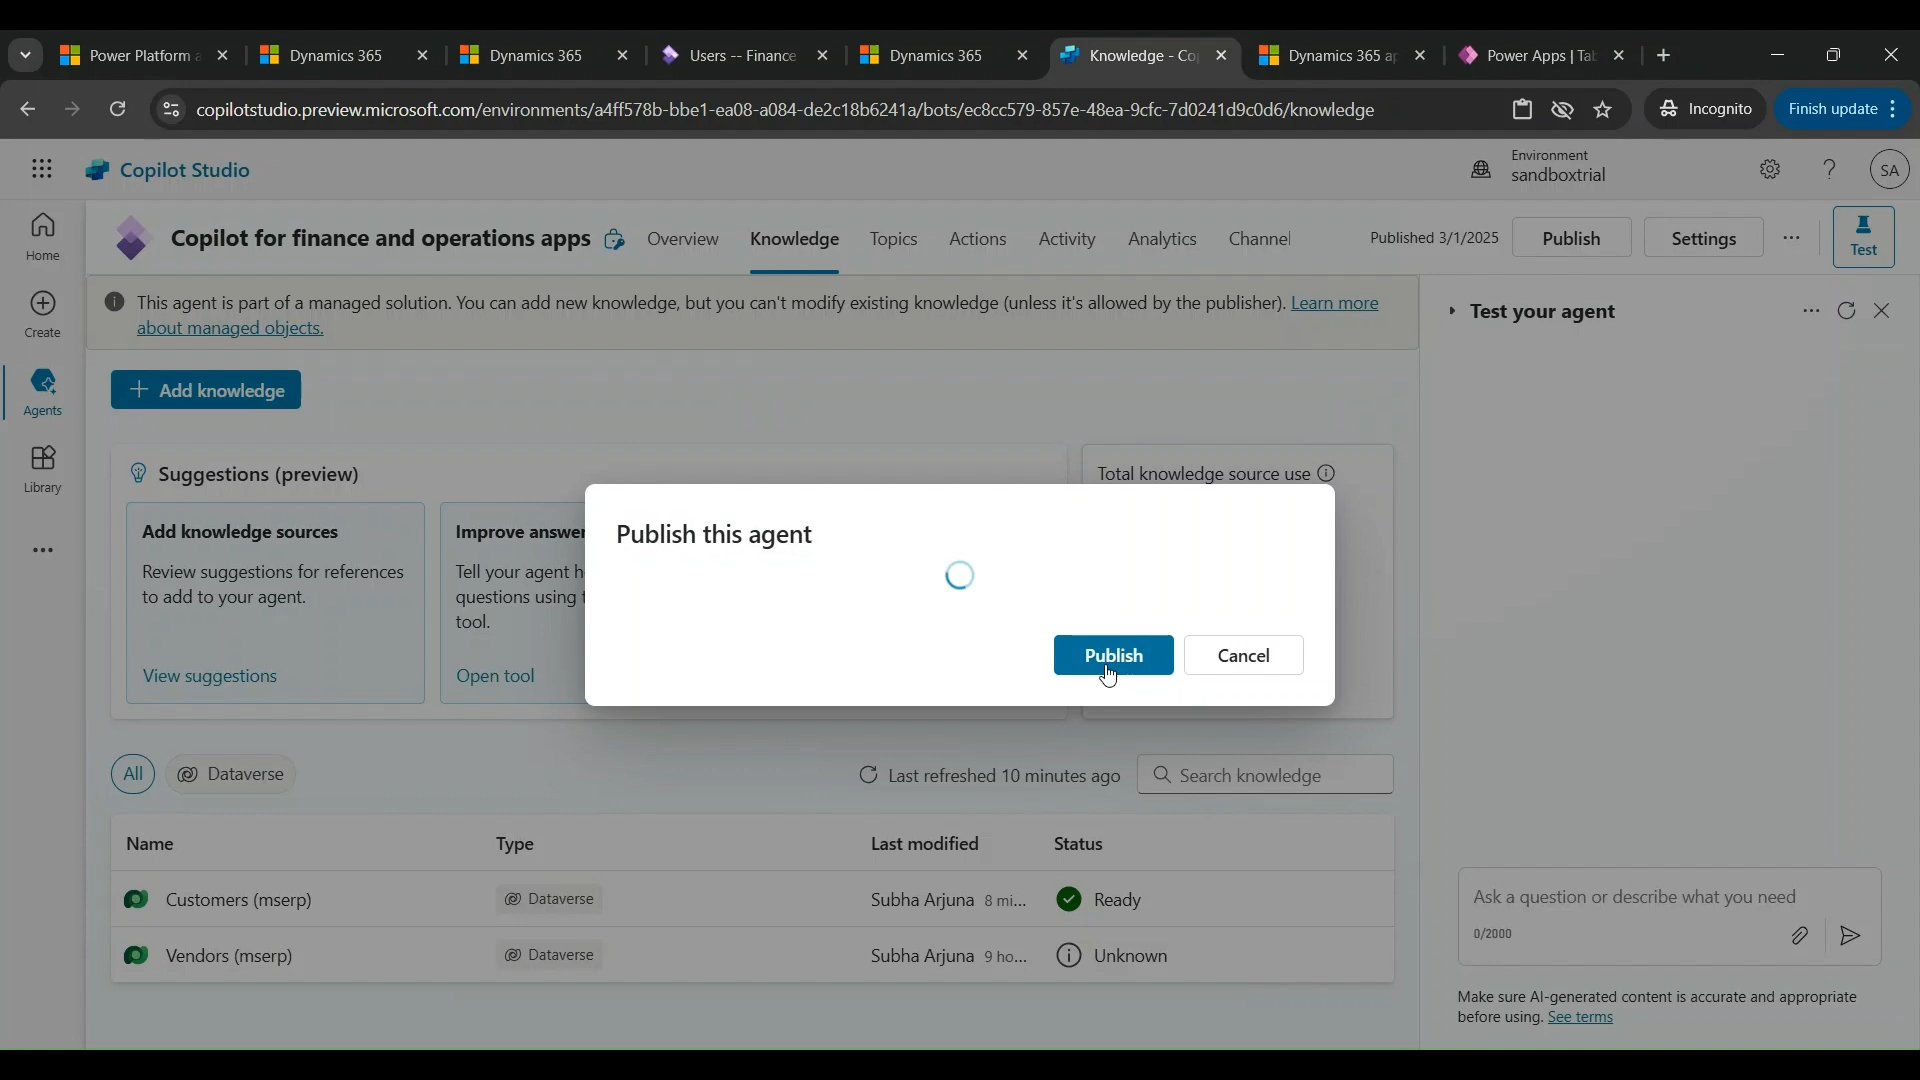 Power Platform a
Dynamics 365
Dynamics 365
Users -- Finance
Dynamics 365
Knowledge - Co
Dynamics 365 ap
Power Apps | Tab
copilotstudio.preview.microsoft.com/environments/a4ff578b-bbe1-ea08-a084-de2c18b6241a/bots/ec8cc579-857e-48ea-9cfc-7d0241d9c0d6/knowledge
Incognito
Finish update
Copilot Studio
Environment
sandboxtrial
SA
Home
Create
Agents
Library
Copilot for finance and operations apps
Overview
Knowledge
Topics
Actions
Activity
Analytics
Channel
Published 3/1/2025
Publish
Settings
Test
This agent is part of a managed solution. You can add new knowledge, but you can't modify existing knowledge (unless it's allowed by the publisher). Learn more
about managed objects.
Add knowledge
Suggestions (preview)
Add knowledge sources
Review suggestions for references
to add to your agent.
View suggestions
Improve answer
Tell your agent h
questions using t
tool.
Open tool
Total knowledge source use
Publish this agent
Publish
Cancel
All
Dataverse
Last refreshed 10 minutes ago
Search knowledge
Name Type Last modified Status
Customers (mserp) Dataverse Subha Arjuna 8 mi... Ready
Vendors (mserp) Dataverse Subha Arjuna 9 ho... Unknown
Test your agent
Ask a question or describe what you need
0/2000
Make sure AI-generated content is accurate and appropriate
before using. See terms